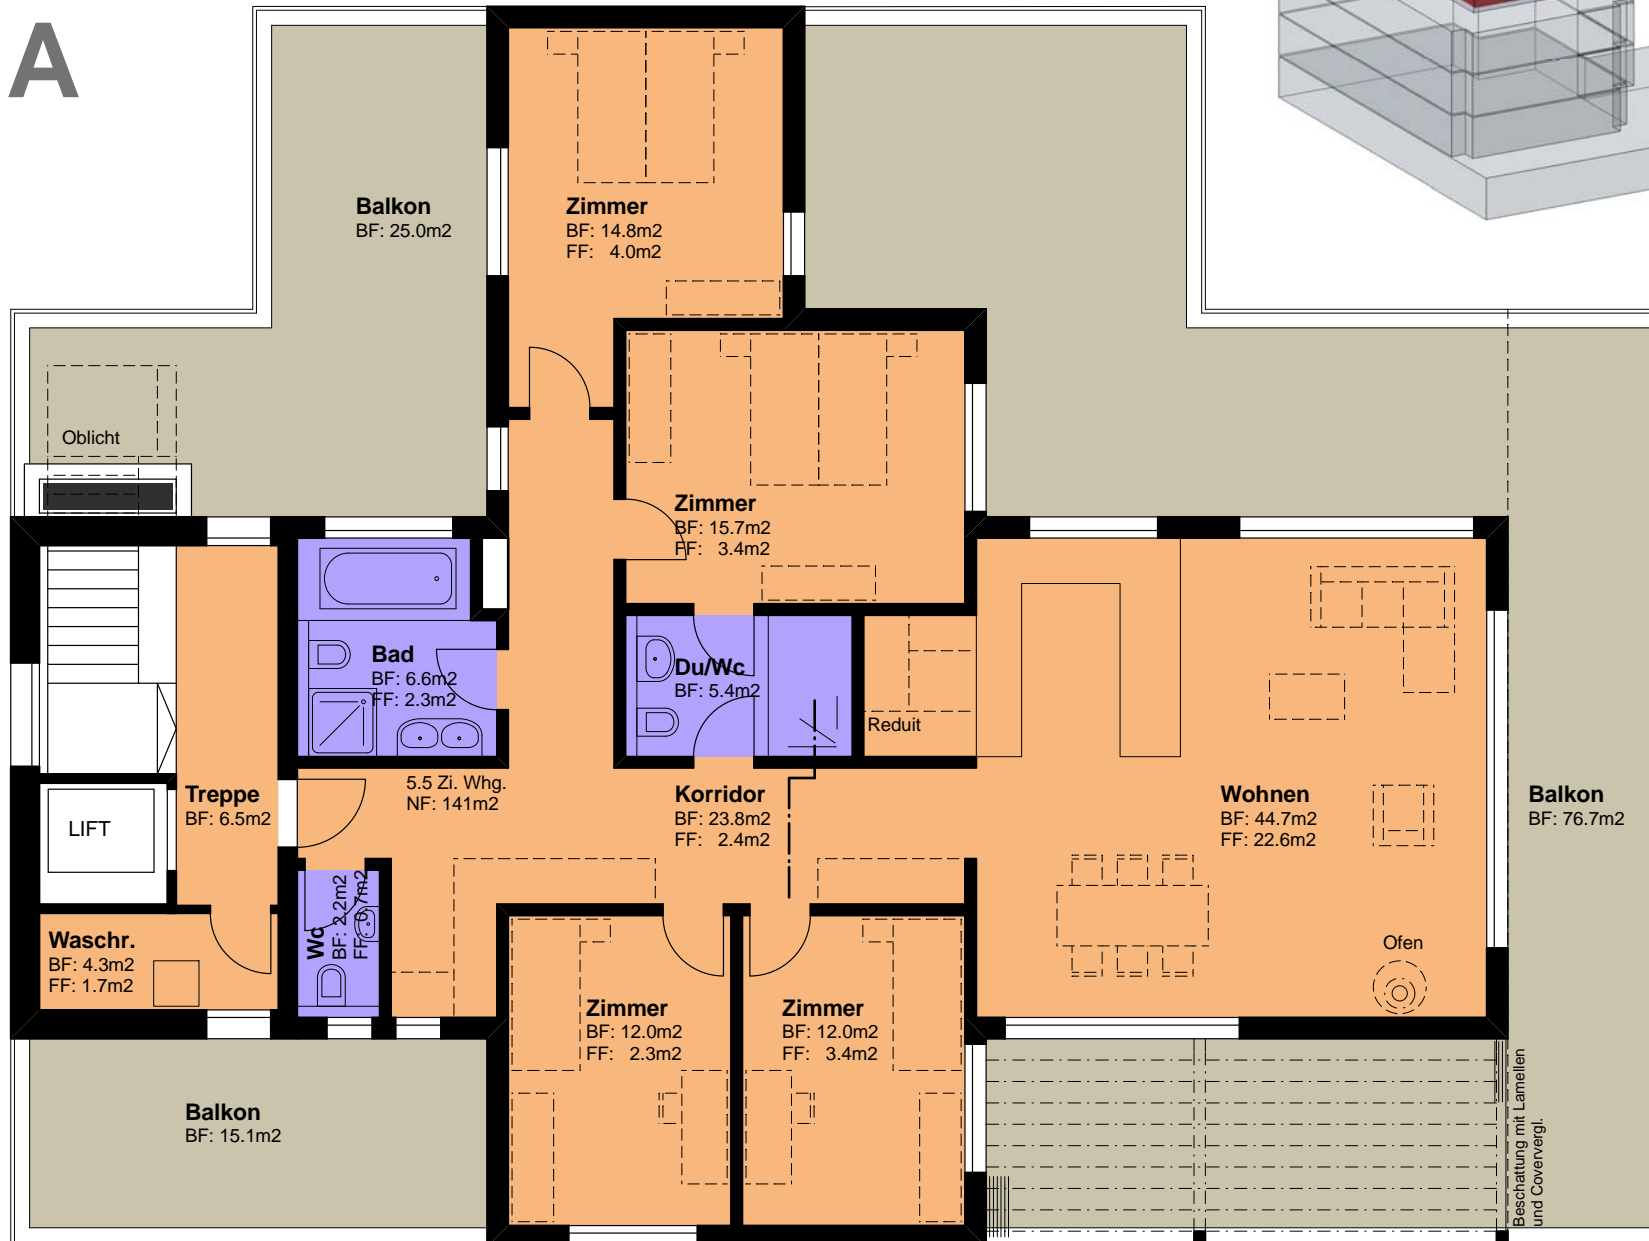 A
Balkon
BF: 25.0m2
Zimmer
BF: 14.8m2
FF: 4.0m2
Oblicht
Zimmer
BF: 15.7m2
FF: 3.4m2
Bad
BF: 6.6m2
FF: 2.3m2
Du/Wc
BF: 5.4m2
Reduit
5.5 Zi. Whg.
NF: 141m2
Treppe
BF: 6.5m2
LIFT
Korridor
BF: 23.8m2
FF: 2.4m2
Wohnen
BF: 44.7m2
FF: 22.6m2
Balkon
BF: 76.7m2
Wc
BF: 2.2m2
FF: 0.7m2
Waschr.
BF: 4.3m2
FF: 1.7m2
Ofen
Zimmer
BF: 12.0m2
FF: 2.3m2
Zimmer
BF: 12.0m2
FF: 3.4m2
Balkon
BF: 15.1m2
Beschattung mit Lamellen
und Coververgl.